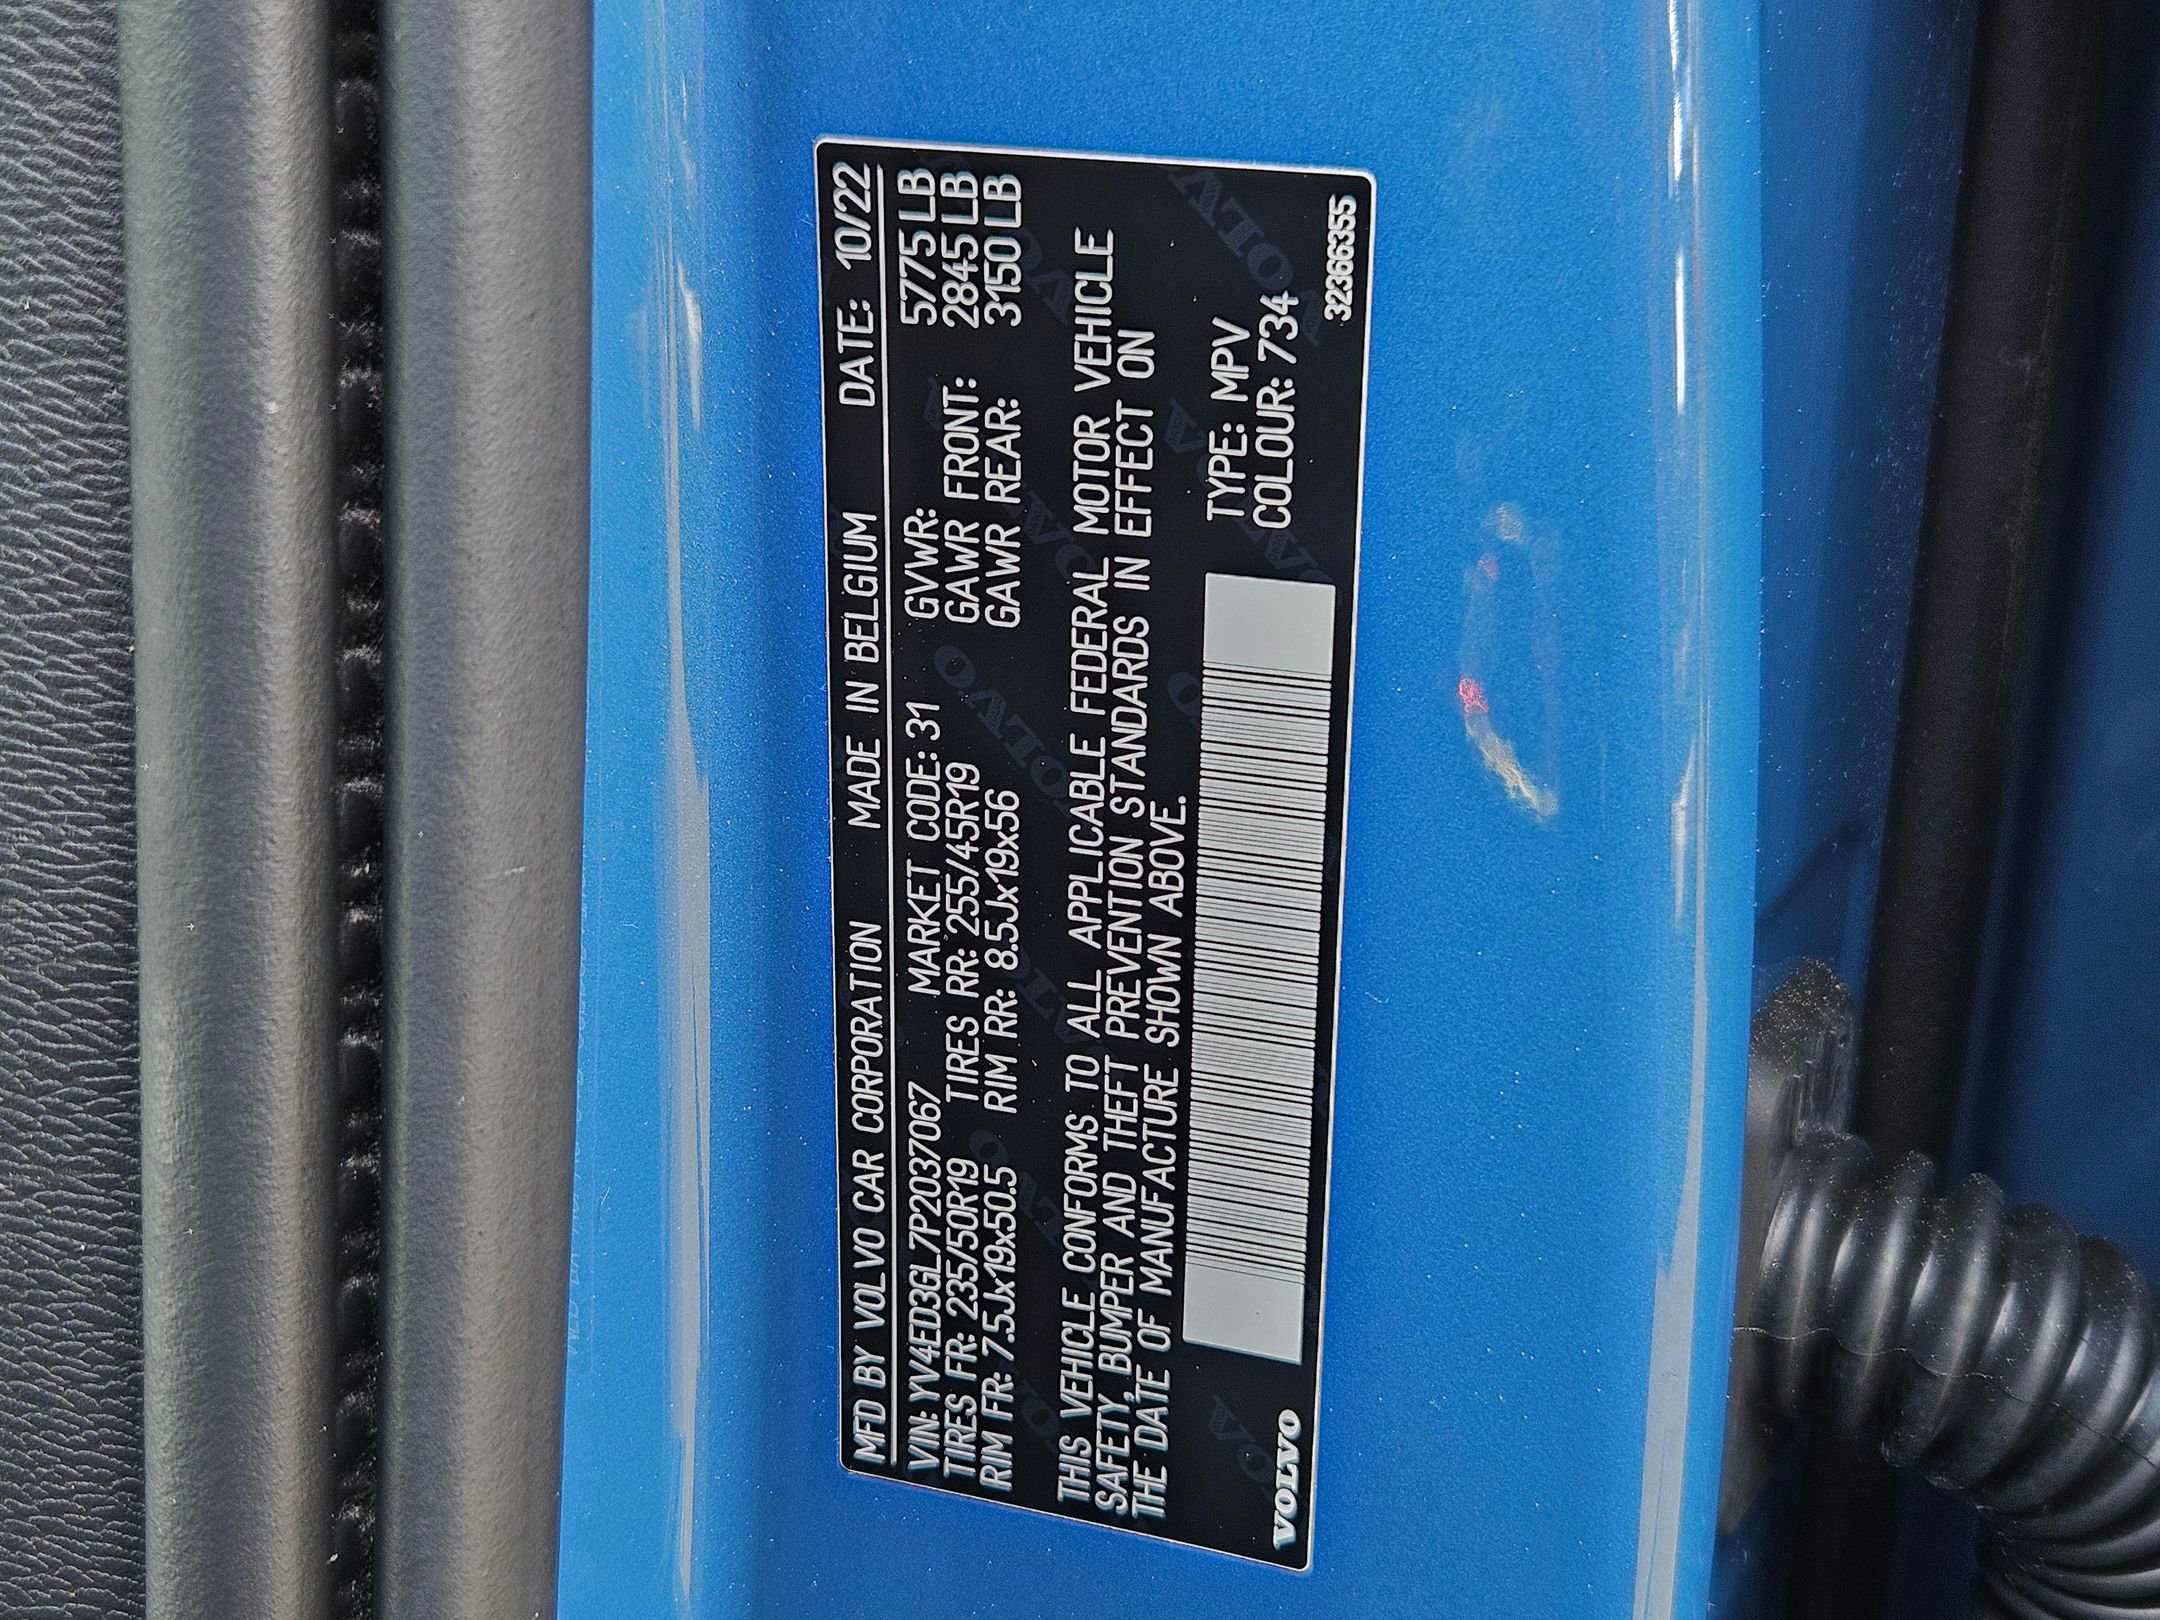 MFD BY VOLVO CAR CORPORATION MADE IN BELGIUM DATE: 10/22
VIN: YV4ED3GL7P2037067 MARKET CODE: 31 GVWR: 5775 LB
TIRES FR: 235/50R19 TIRES RR: 255/45R19 GAWR FRONT: 2845 LB
RIM FR: 7.5Jx19x50.5 RIM RR: 8.5Jx19x56 GAWR REAR: 3150 LB
THIS VEHICLE CONFORMS TO ALL APPLICABLE FEDERAL MOTOR VEHICLE
SAFETY, BUMPER AND THEFT PREVENTION STANDARDS IN EFFECT ON
THE DATE OF MANUFACTURE SHOWN ABOVE.
TYPE: MPV
COLOUR: 734
VOLVO
32366355